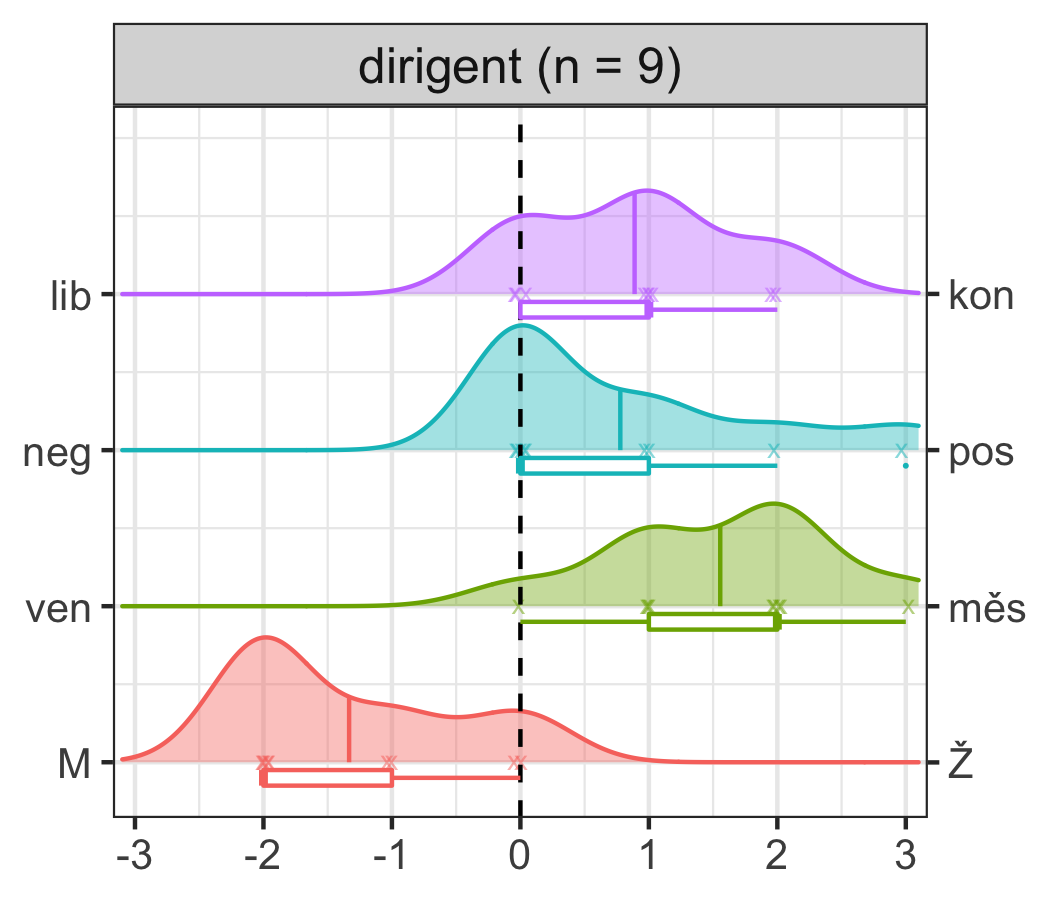 dirigent (n = 9)
lib kon
neg pos
ven měs
M Ž
-3 -2 -1 0 1 2 3